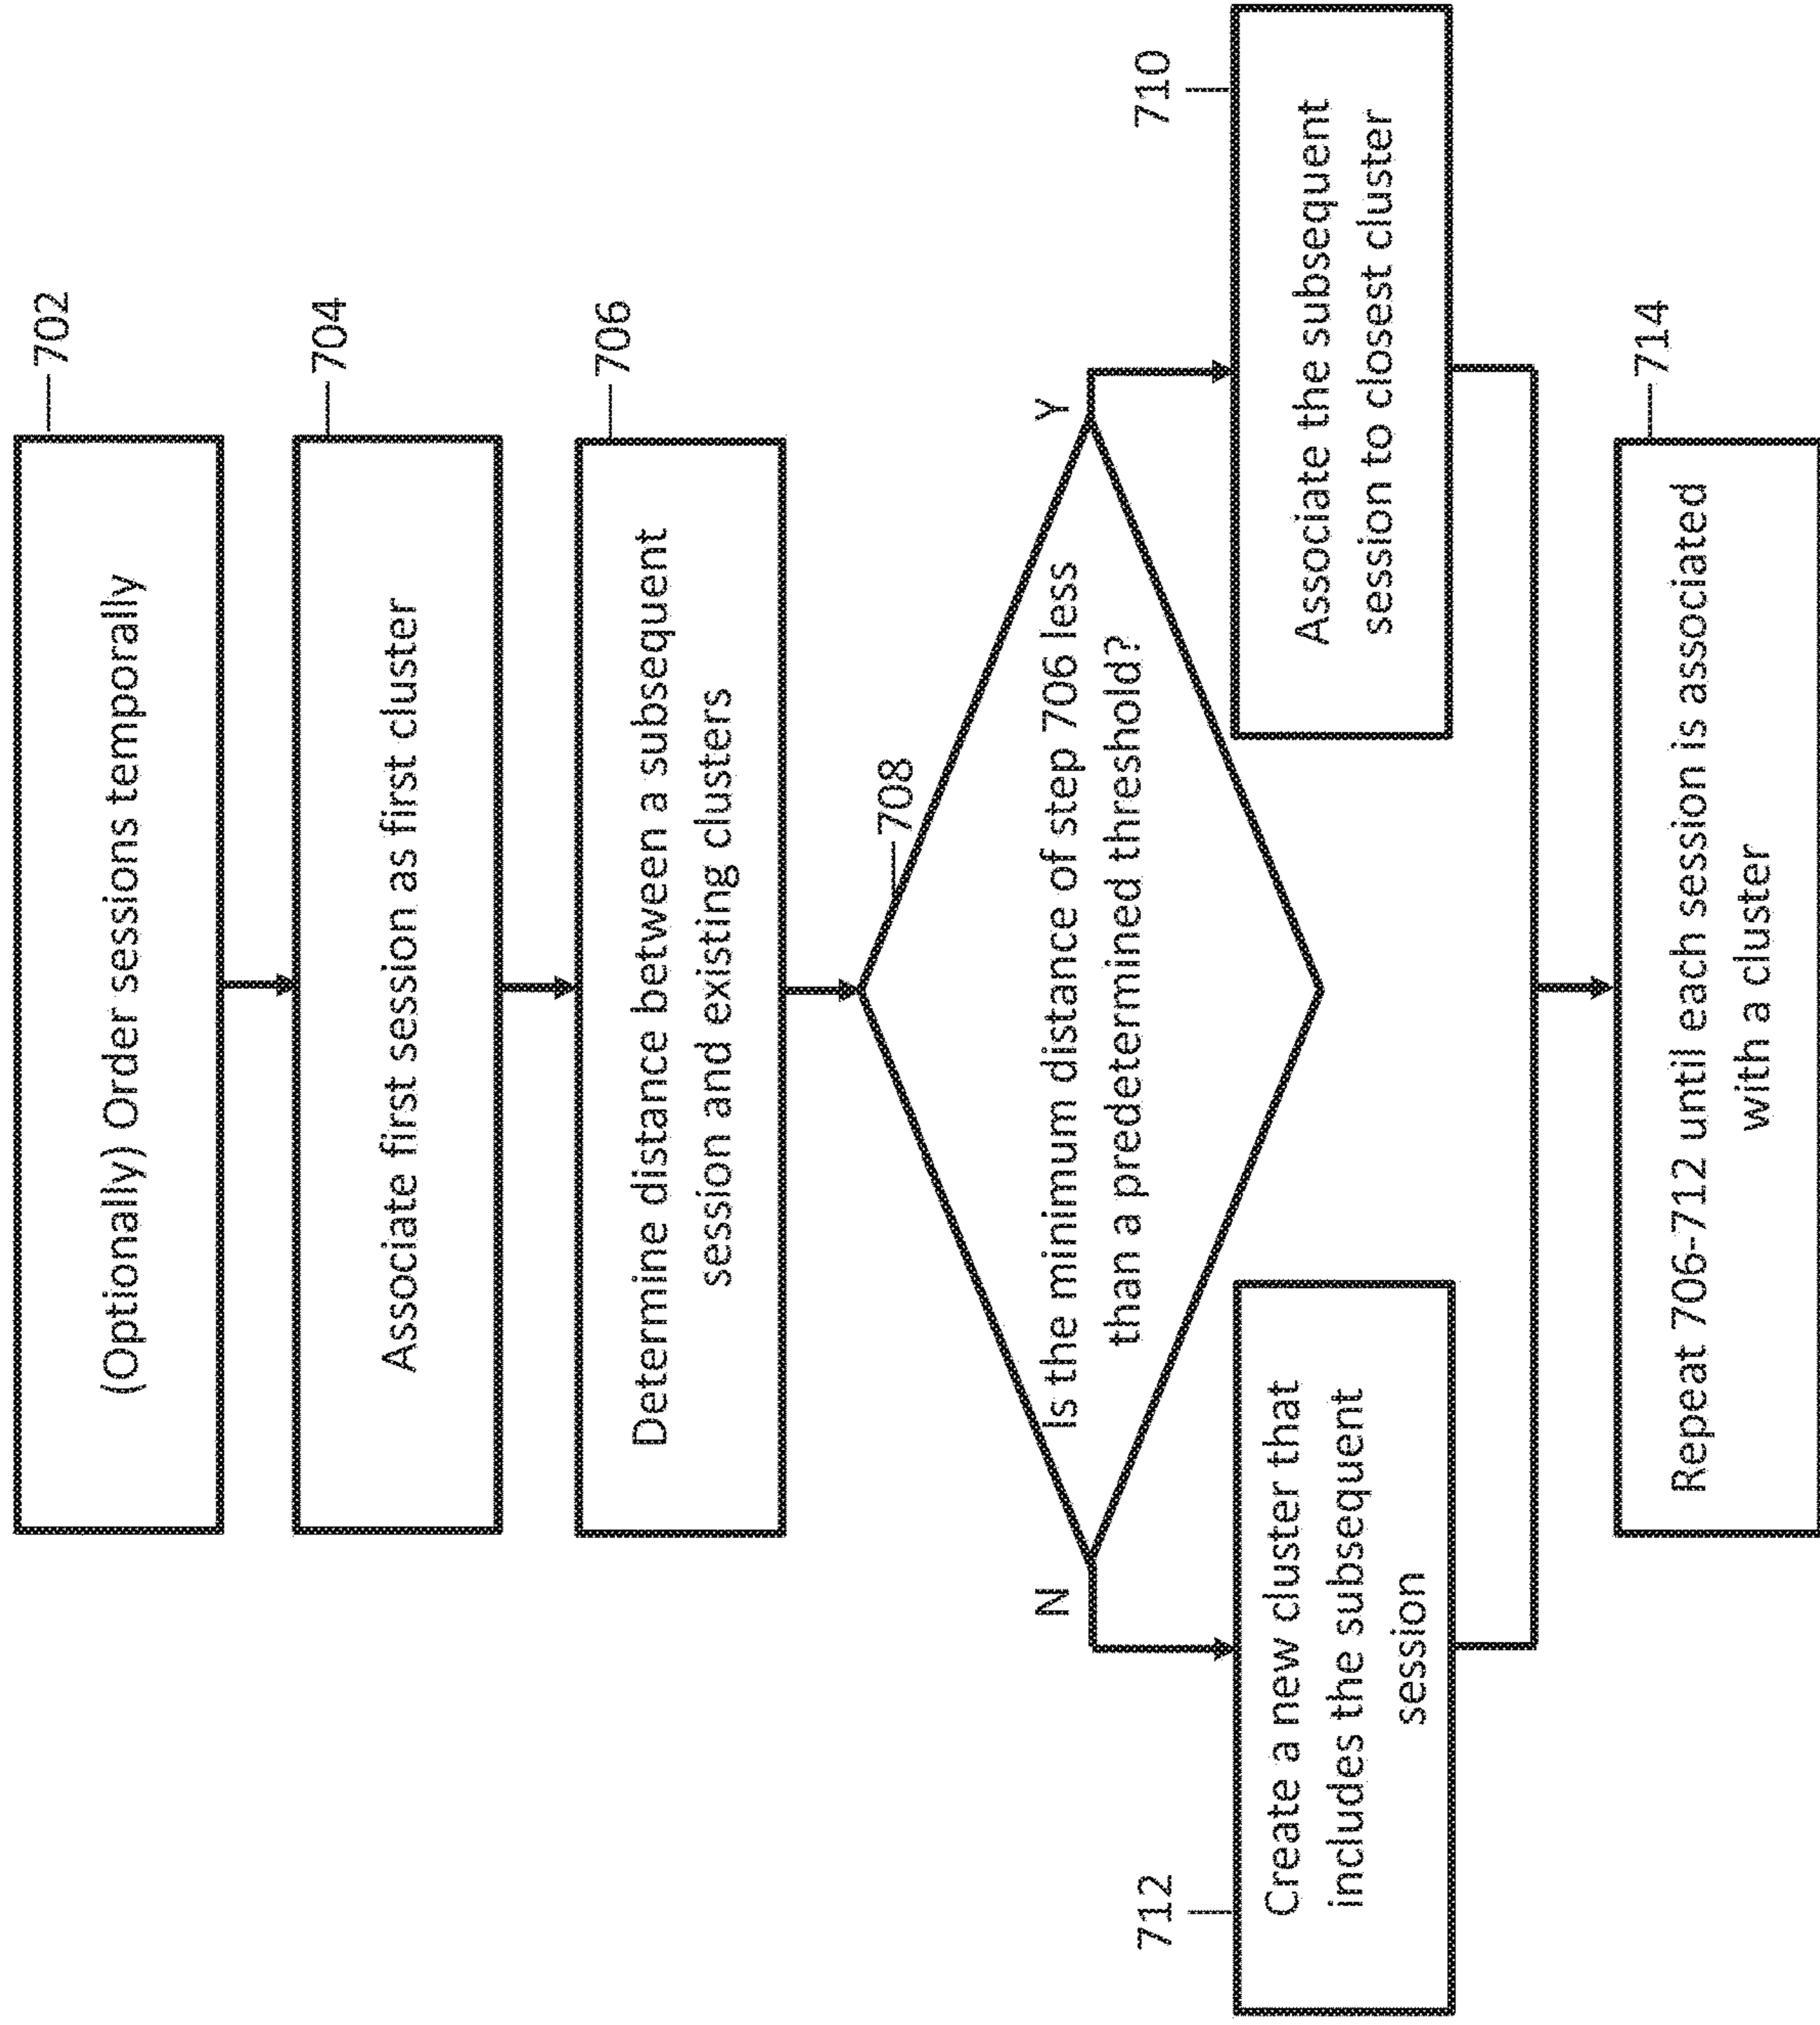 702
(Optionally) Order sessions temporally
704
Associate first session as first cluster
706
Determine distance between a subsequent
session and existing clusters
708
Is the minimum distance of step 706 less
than a predetermined threshold?
N
Y
712
Create a new cluster that
includes the subsequent
session
710
Associate the subsequent
session to closest cluster
714
Repeat 706-712 until each session is associated
with a cluster